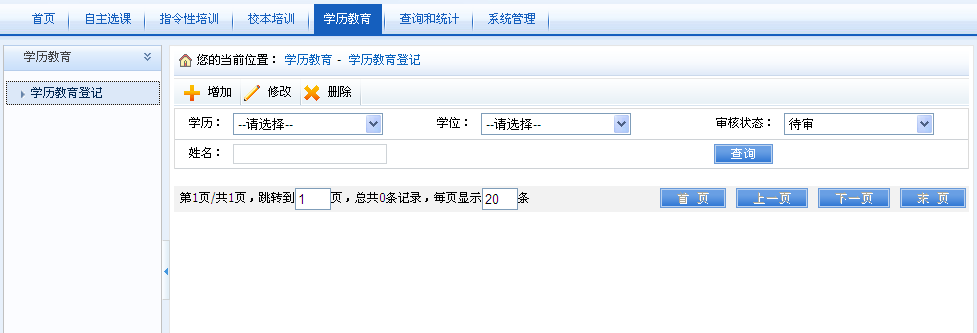 首页 自主选课 指令性培训 校本培训 学历教育 查询和统计 系统管理
学历教育
学历教育登记
您的当前位置： 学历教育 - 学历教育登记
增加 修改 删除
学历： --请选择-- 学位： --请选择-- 审核状态： 待审
姓名： 查询
第1页/共1页，跳转到 1 页，总共0条记录，每页显示 20 条 首 页 上一页 下一页 末 页